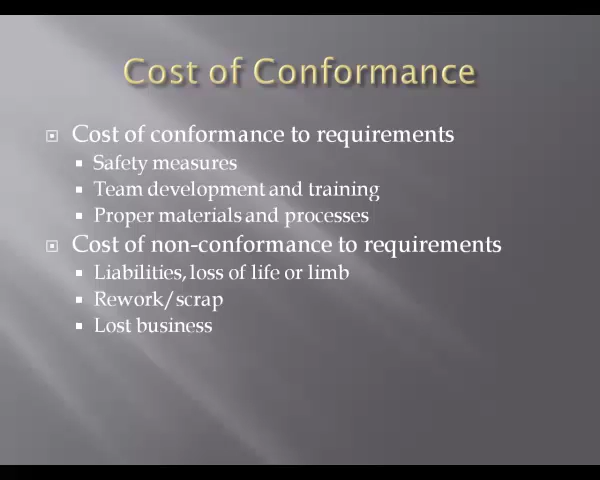 Cost of Conformance
Cost of conformance to requirements
Safety measures
Team development and training
Proper materials and processes
Cost of non-conformance to requirements
Liabilities, loss of life or limb
Rework/scrap
Lost business